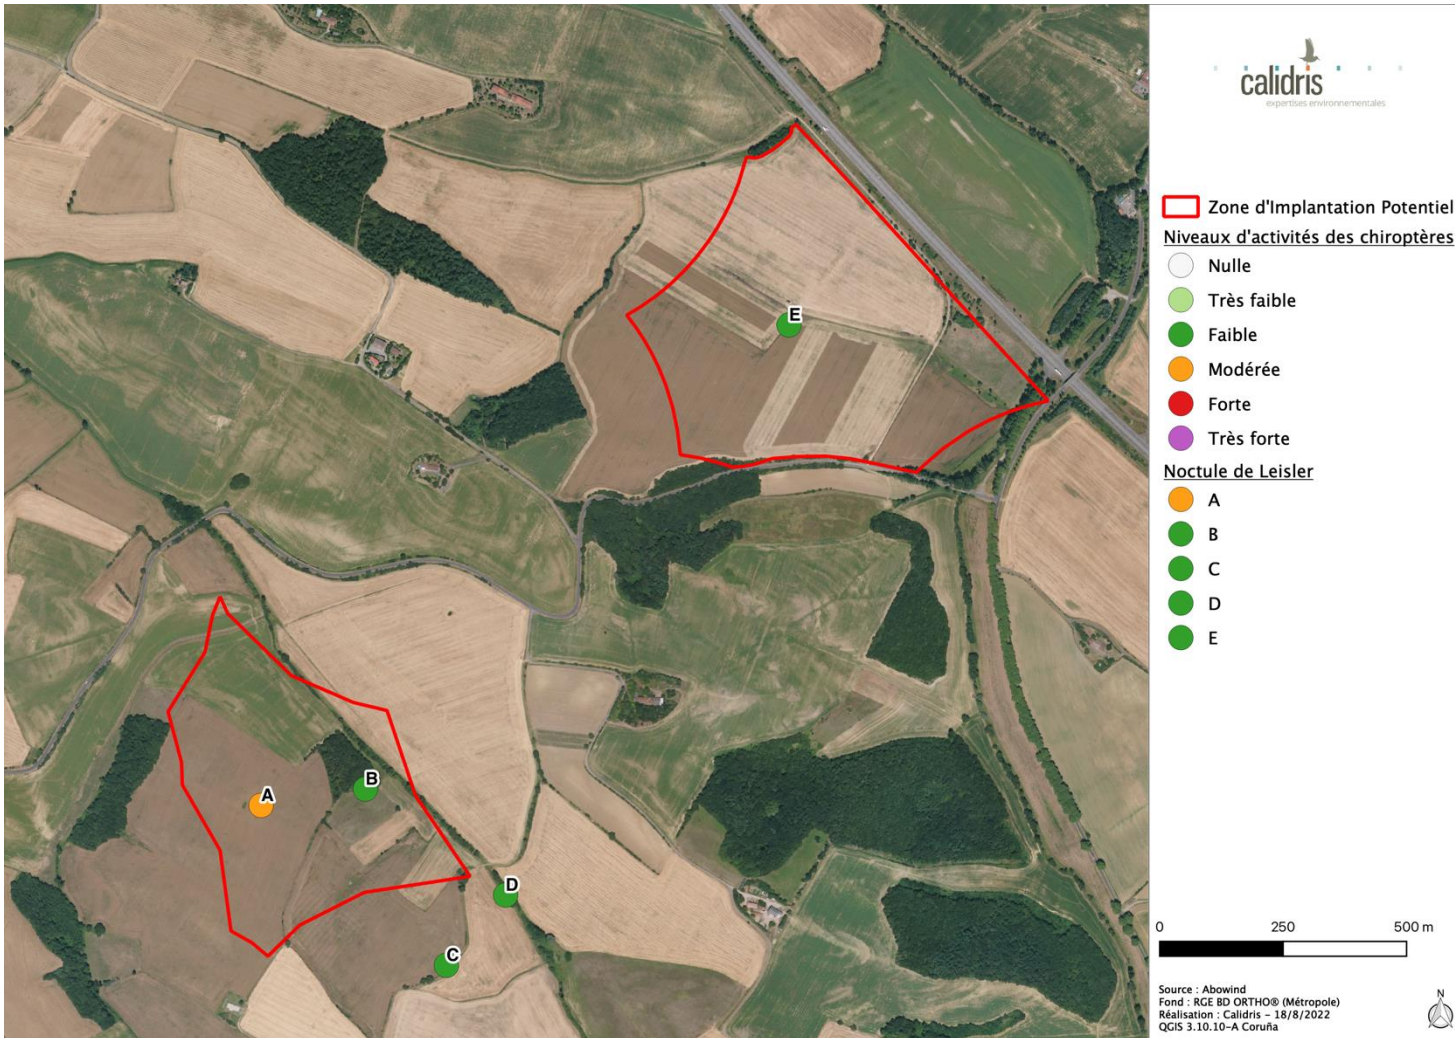 calidris
expertises environnementales
Zone d'Implantation Potentiel
Niveaux d'activités des chiroptères
Nulle
Très faible
Faible
Modérée
Forte
Très forte
Noctule de Leisler
A
B
C
D
E
E
B
A
D
C
0 250 500 m
Source : Abowind
Fond : RGE BD ORTHO® (Métropole)
Réalisation : Calidris - 18/8/2022
QGIS 3.10.10-A Coruña
N